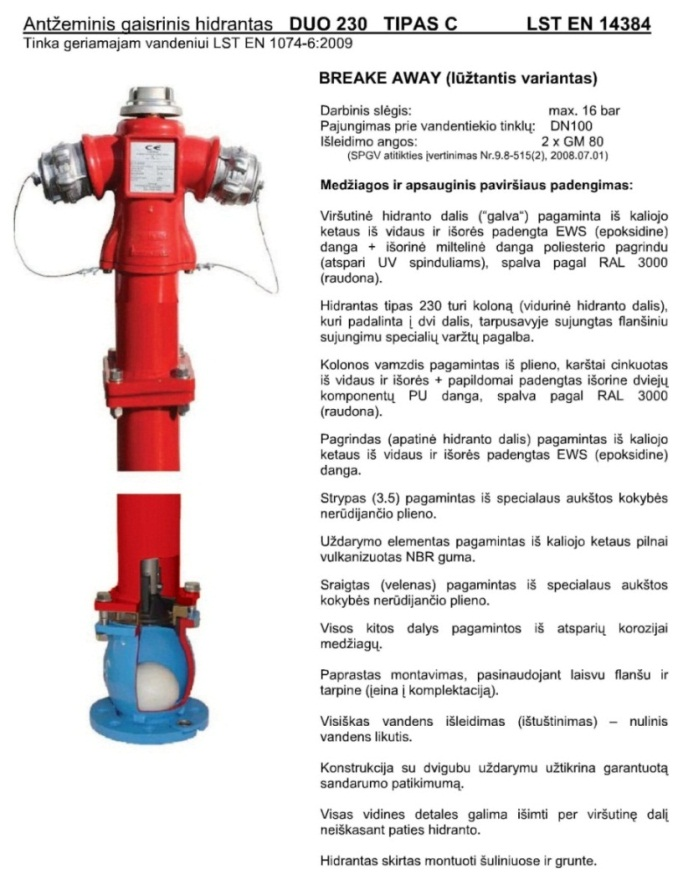 Antžeminis gaisrinis hidrantas DUO 230 TIPAS C LST EN 14384
Tinka geriamajam vandeniui LST EN 1074-6:2009
BREAKE AWAY (lūžtantis variantas)
Darbinis slėgis: max. 16 bar
Pajungimas prie vandentiekio tinklų: DN100
Išleidimo angos: 2 x GM 80
(SPGV atitikties įvertinimas Nr.9.8-515(2), 2008.07.01)
Medžiagos ir apsauginis paviršiaus padengimas:
Viršutinė hidranto dalis ("galva") pagaminta iš kaliojo
ketaus iš vidaus ir išorės padengta EWS (epoksidine)
danga + išorinė miltelinė danga poliesterio pagrindu
(atspari UV spinduliams), spalva pagal RAL 3000
(raudona).
Hidrantas tipas 230 turi koloną (vidurinė hidranto dalis),
kuri padalinta į dvi dalis, tarpusavyje sujungtas flanšiniu
sujungimu specialių varžtų pagalba.
Kolonos vamzdis pagamintas iš plieno, karštai cinkuotas
iš vidaus ir išorės + papildomai padengtas išorine dviejų
komponentų PU danga, spalva pagal RAL 3000
(raudona).
Pagrindas (apatinė hidranto dalis) pagamintas iš kaliojo
ketaus iš vidaus ir išorės padengtas EWS (epoksidine)
danga.
Strypas (3.5) pagamintas iš specialaus aukštos kokybės
nerūdijančio plieno.
Uždarymo elementas pagamintas iš kaliojo ketaus pilnai
vulkanizuotas NBR guma.
Sraigtas (velenas) pagamintas iš specialaus aukštos
kokybės nerūdijančio plieno.
Visos kitos dalys pagamintos iš atsparių korozijai
medžiagų.
Paprastas montavimas, pasinaudojant laisvu flanšu ir
tarpine (įeina į komplektaciją).
Visiškas vandens išleidimas (ištuštinimas) – nulinis
vandens likutis.
Konstrukcija su dvigubu uždarymu užtikrina garantuotą
sandarumo patikimumą.
Visas vidines detales galima išimti per viršutinę dalį
neiškasant paties hidranto.
Hidrantas skirtas montuoti šuliniuose ir grunte.
CE